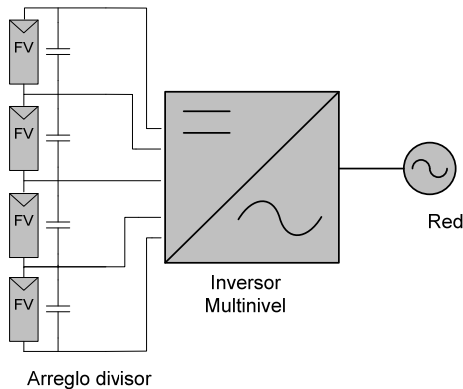 FV
FV
FV
FV
Inversor
Multinivel
Red
Arreglo divisor